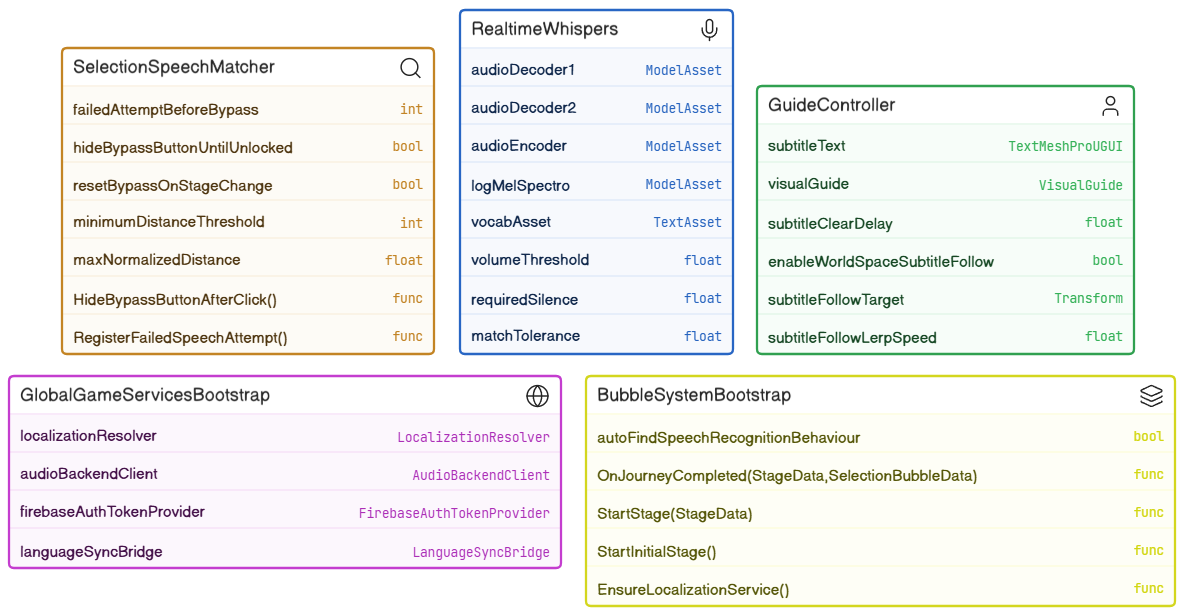 SelectionSpeechMatcher
failedAttemptBeforeBypass int
hideBypassButtonUntilUnlocked bool
resetBypassOnStageChange bool
minimumDistanceThreshold int
maxNormalizedDistance float
HideBypassButtonAfterClick() func
RegisterFailedSpeechAttempt() func
RealtimeWhispers
audioDecoder1 ModelAsset
audioDecoder2 ModelAsset
audioEncoder ModelAsset
logMelSpectro ModelAsset
vocabAsset TextAsset
volumeThreshold float
requiredSilence float
matchTolerance float
GuideController
subtitleText TextMeshProUGUI
visualGuide VisualGuide
subtitleClearDelay float
enableWorldSpaceSubtitleFollow bool
subtitleFollowTarget Transform
subtitleFollowLerpSpeed float
GlobalGameServicesBootstrap
localizationResolver LocalizationResolver
audioBackendClient AudioBackendClient
firebaseAuthTokenProvider FirebaseAuthTokenProvider
languageSyncBridge LanguageSyncBridge
BubbleSystemBootstrap
autoFindSpeechRecognitionBehaviour bool
OnJourneyCompleted(StageData,SelectionBubbleData) func
StartStage(StageData) func
StartInitialStage() func
EnsureLocalizationService() func